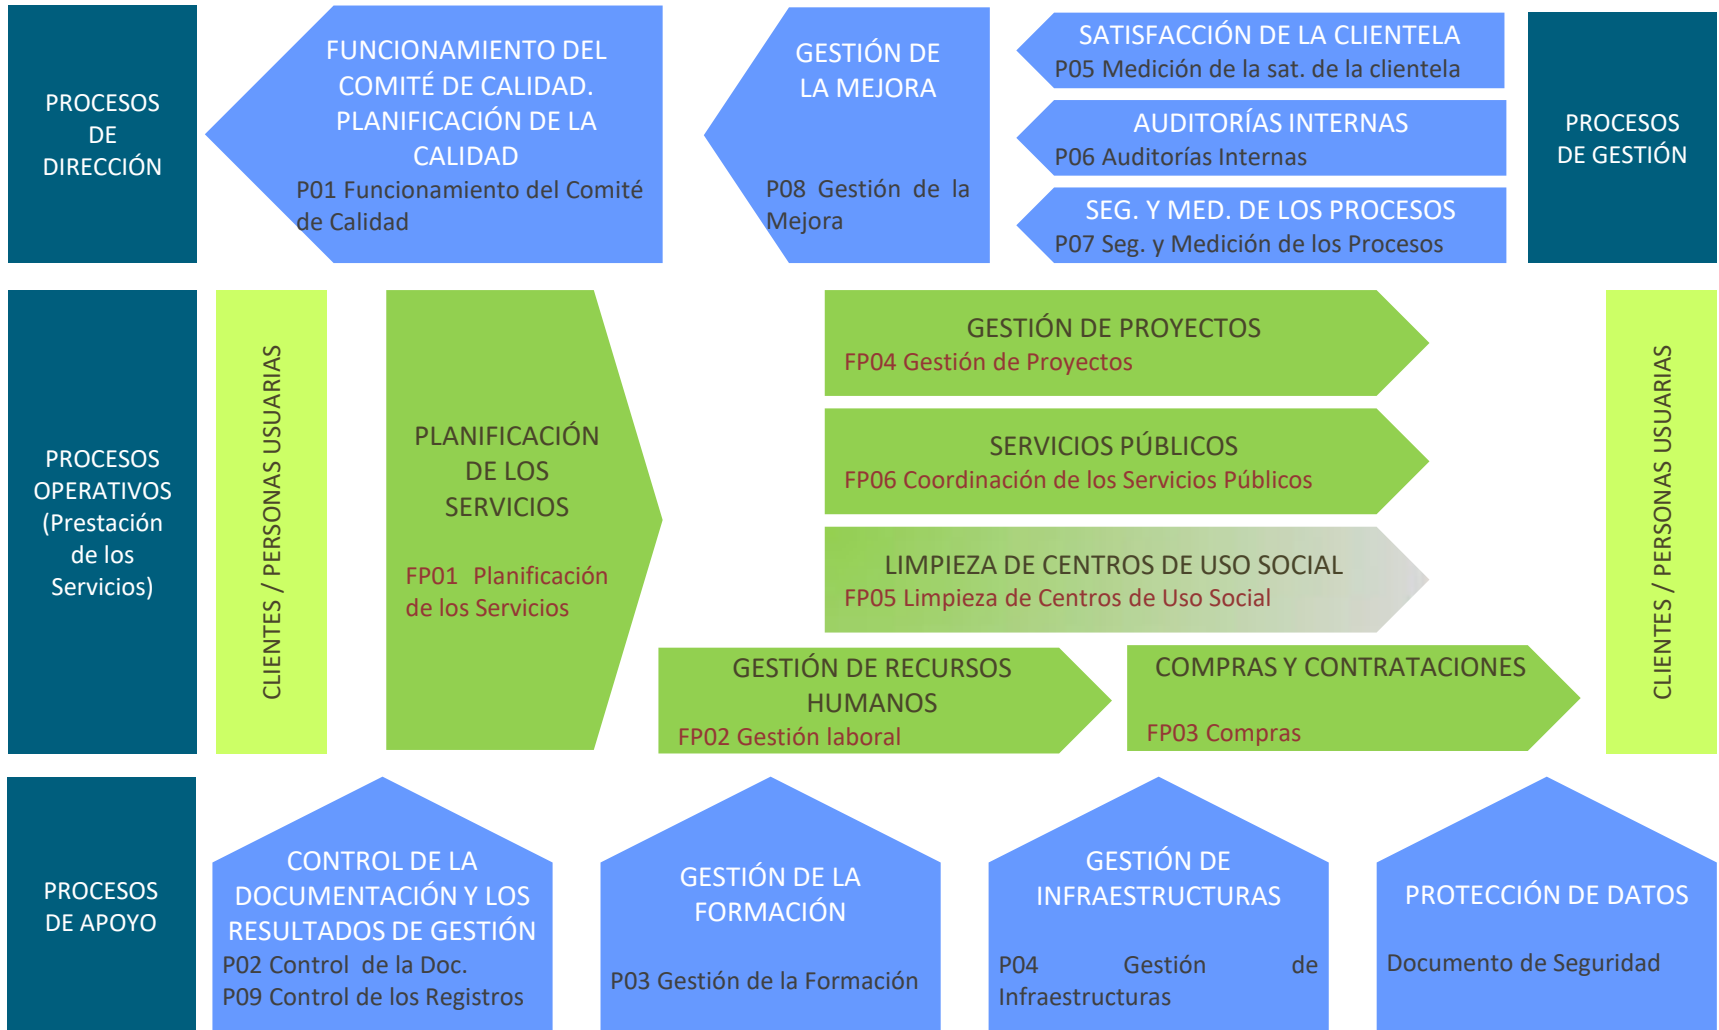 PROCESOS
DE
DIRECCIÓN
FUNCIONAMIENTO DEL
COMITÉ DE CALIDAD.
PLANIFICACIÓN DE LA
CALIDAD
P01 Funcionamiento del Comité
de Calidad
GESTIÓN DE
LA MEJORA
P08 Gestión de la
Mejora
SATISFACCIÓN DE LA CLIENTELA
P05 Medición de la sat. de la clientela
AUDITORÍAS INTERNAS
P06 Auditorías Internas
SEG. Y MED. DE LOS PROCESOS
P07 Seg. y Medición de los Procesos
PROCESOS
DE GESTIÓN
PROCESOS
OPERATIVOS
(Prestación
de los
Servicios)
CLIENTES / PERSONAS USUARIAS
PLANIFICACIÓN
DE LOS
SERVICIOS
FP01 Planificación
de los Servicios
GESTIÓN DE PROYECTOS
FP04 Gestión de Proyectos
SERVICIOS PÚBLICOS
FP06 Coordinación de los Servicios Públicos
LIMPIEZA DE CENTROS DE USO SOCIAL
FP05 Limpieza de Centros de Uso Social
GESTIÓN DE RECURSOS
HUMANOS
FP02 Gestión laboral
COMPRAS Y CONTRATACIONES
FP03 Compras
CLIENTES / PERSONAS USUARIAS
PROCESOS
DE APOYO
CONTROL DE LA
DOCUMENTACIÓN Y LOS
RESULTADOS DE GESTIÓN
P02 Control de la Doc.
P09 Control de los Registros
GESTIÓN DE LA
FORMACIÓN
P03 Gestión de la Formación
GESTIÓN DE
INFRAESTRUCTURAS
P04 Gestión de
Infraestructuras
PROTECCIÓN DE DATOS
Documento de Seguridad